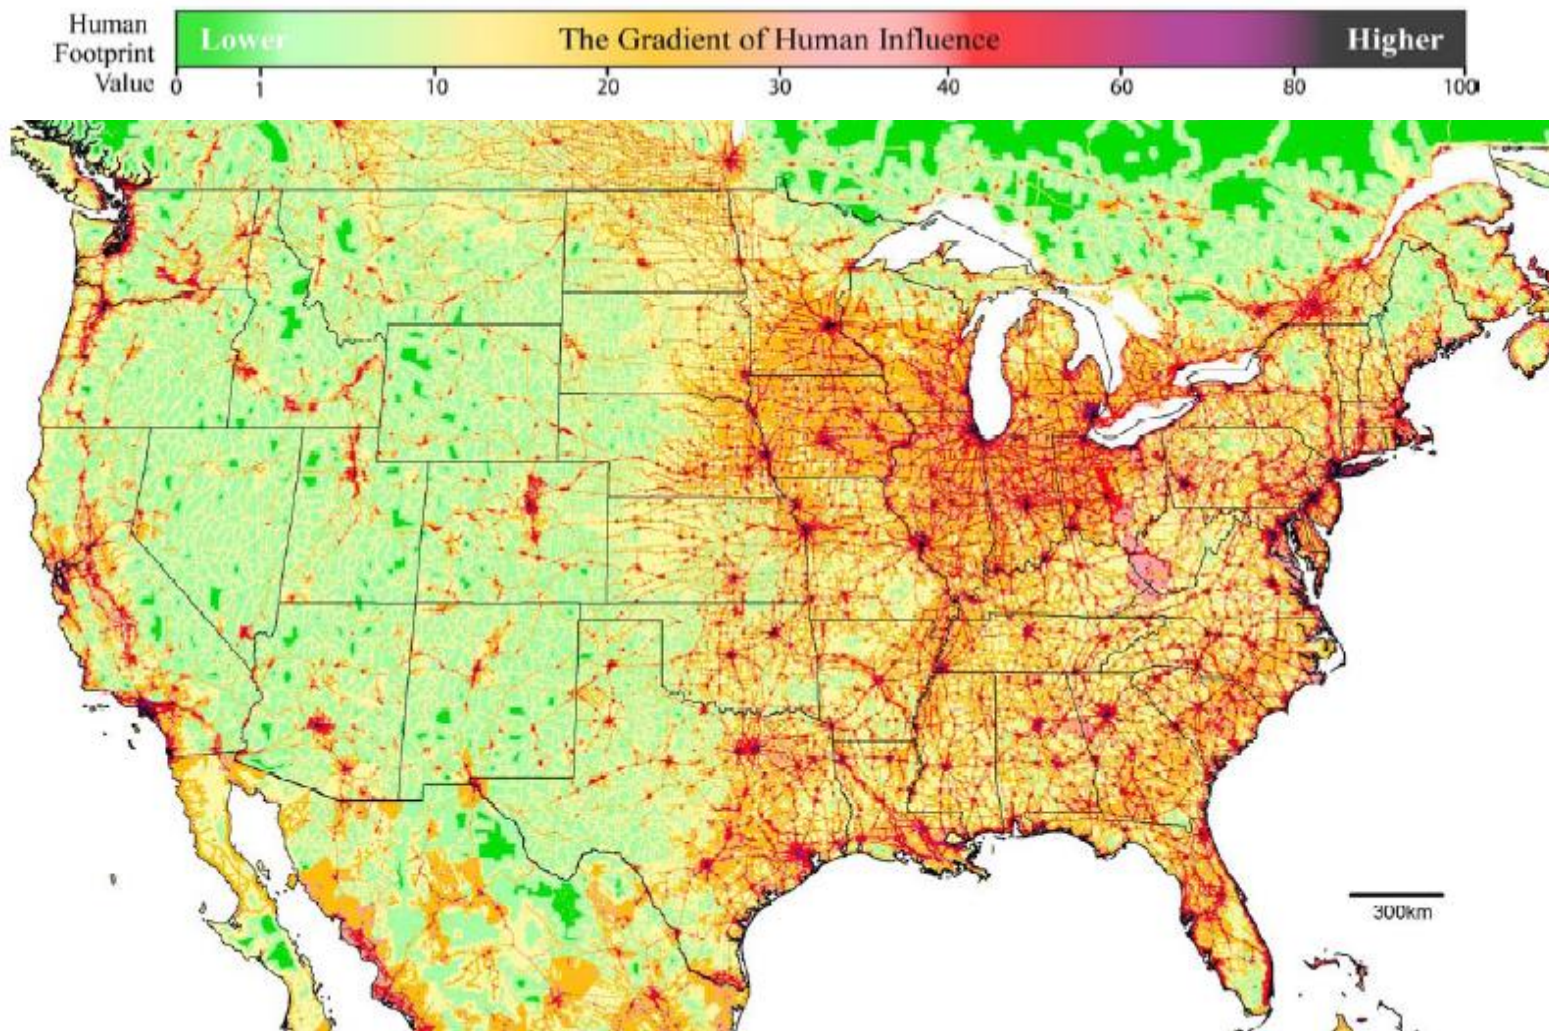 Human
Footprint
Value
Lower
The Gradient of Human Influence
Higher
0 1 10 20 30 40 60 80 100
300km